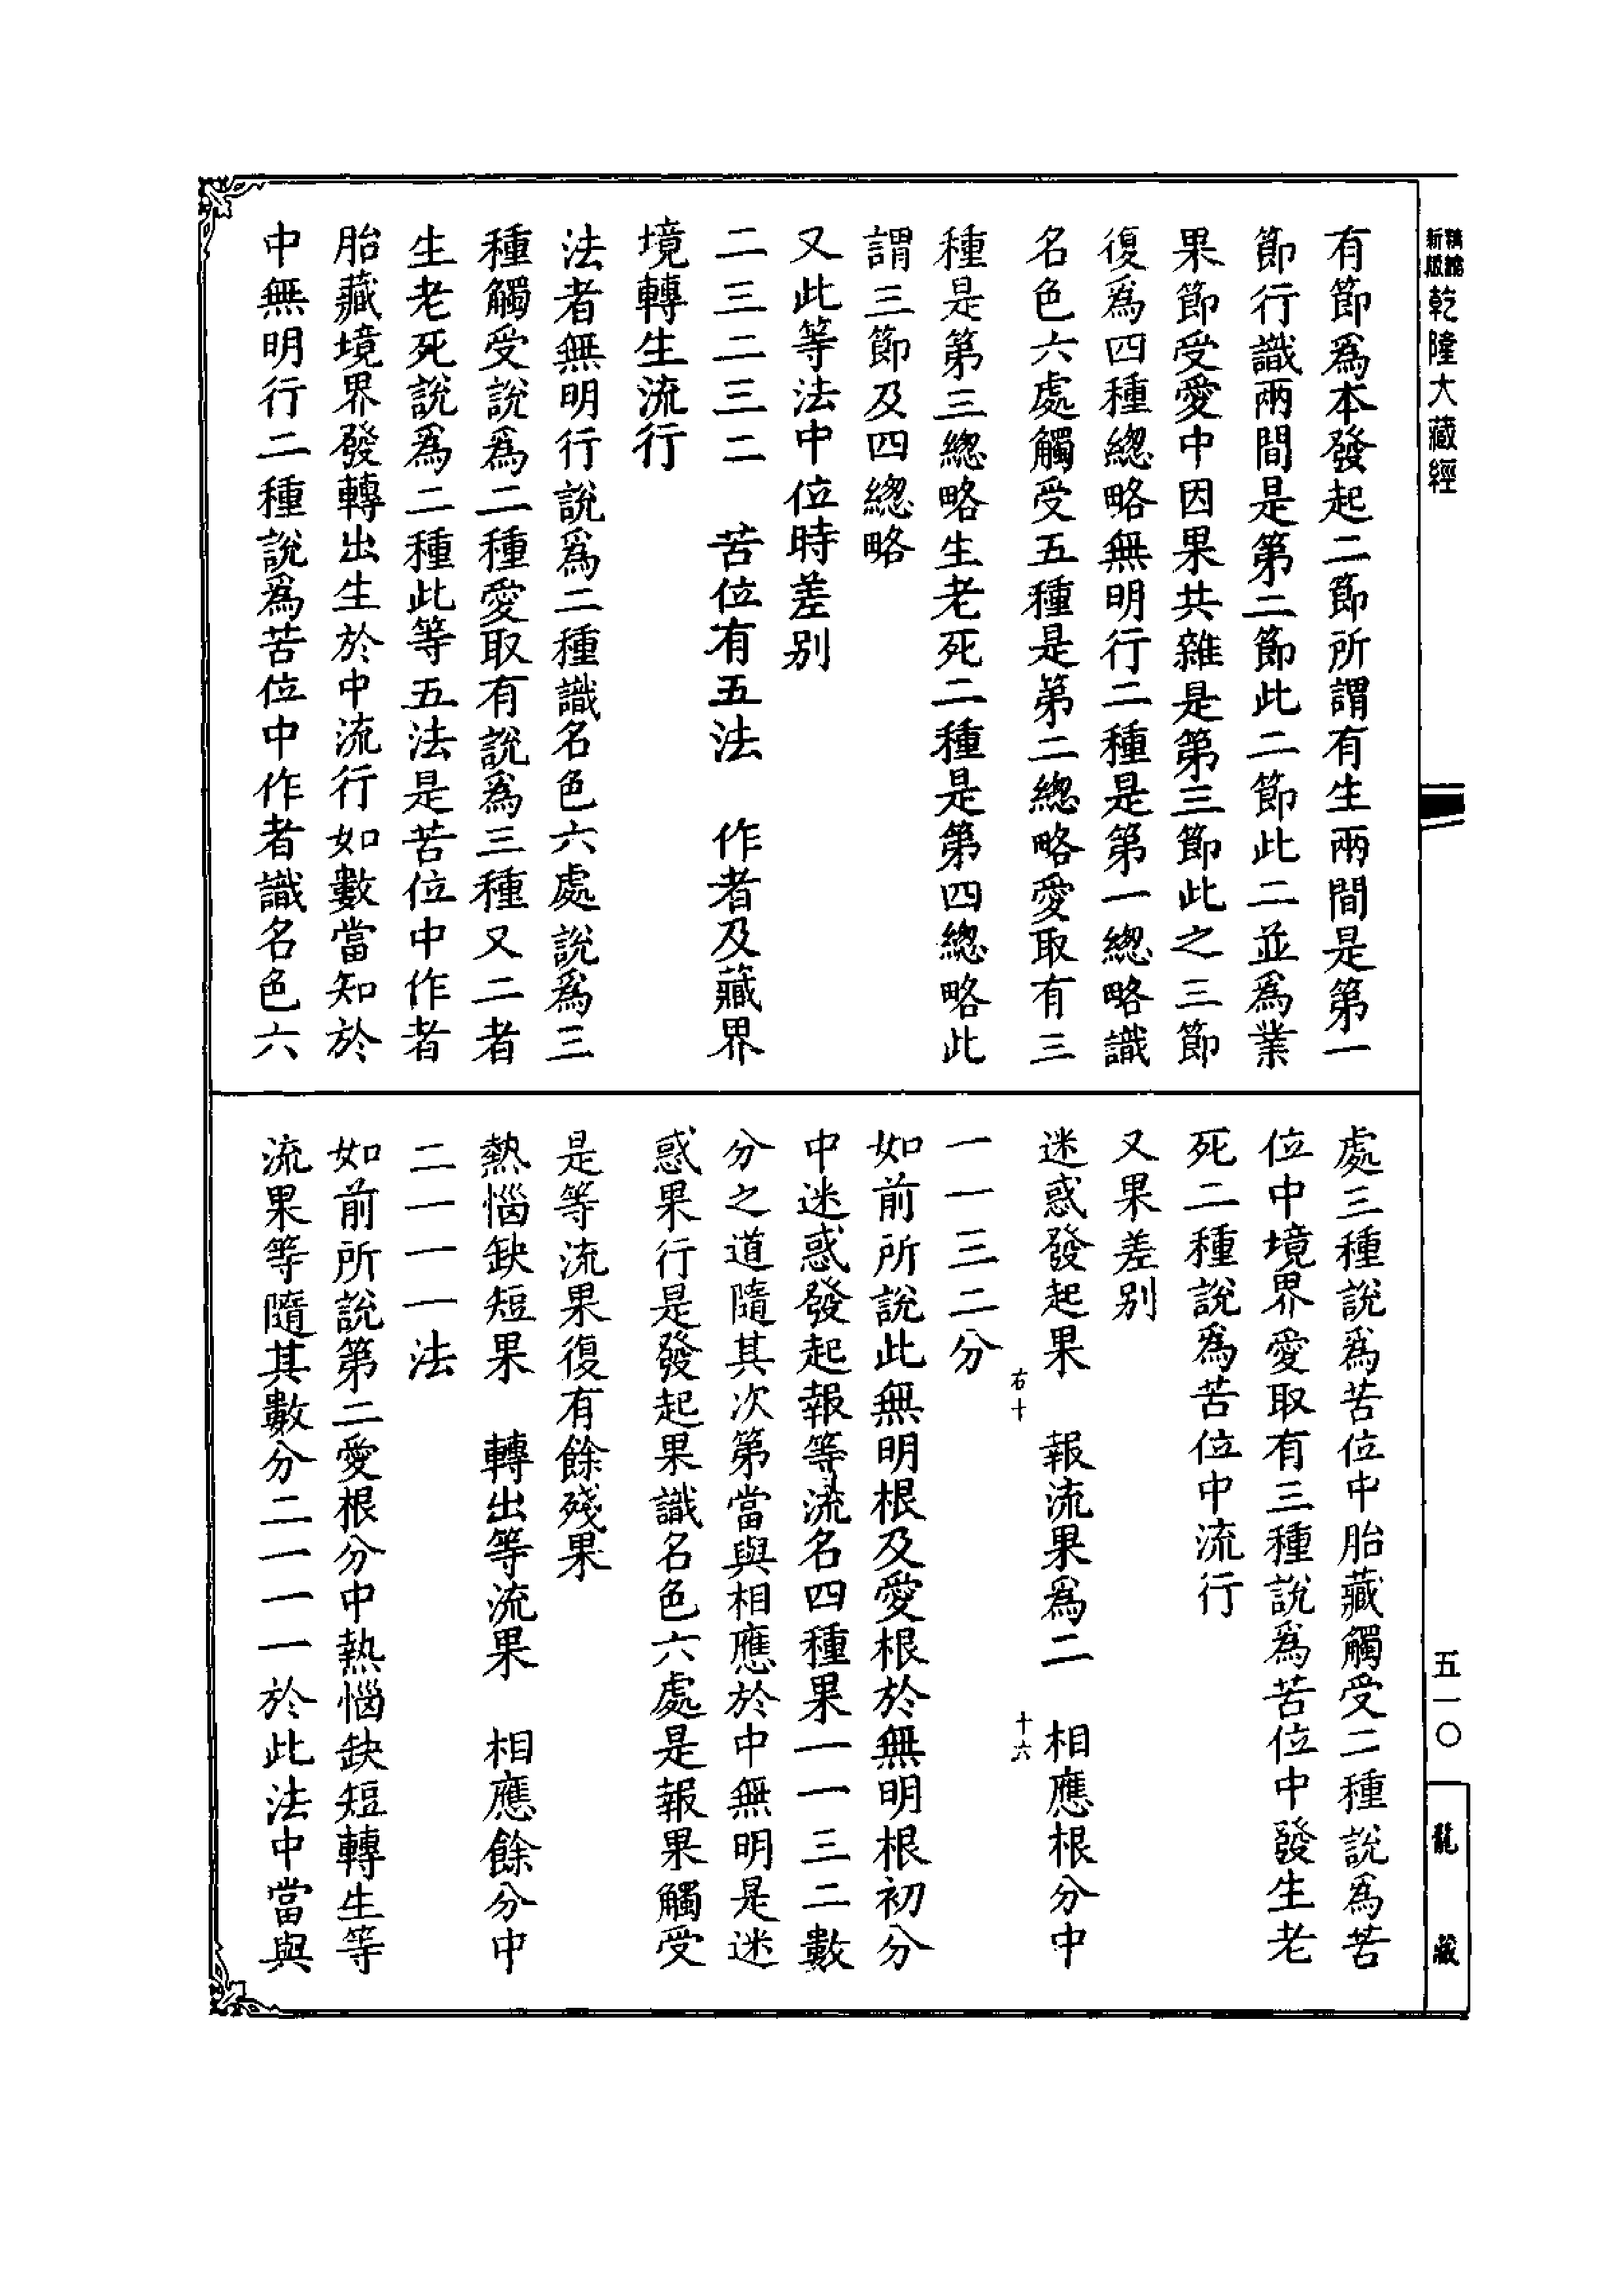 新版
精縮
乾隆大藏經
有節爲本發起二節所謂有生兩間是第一
節行識兩間是第二節此二節此二並爲業
果節受愛中因果共雜是第三節此之三節
復爲四種總略無明行二種是第一總略識
名色六處觸受五種是第二總略愛取有三
種是第三總略生老死二種是第四總略此
謂三節及四總略
又此等法中位時差别
二三二三二　苦位有五法　作者及藏界
境轉生流行
法者無明行說爲二種識名色六處說爲三
種觸受說爲二種愛取有說爲三種又二者
生老死說爲二種此等五法是苦位中作者
胎藏境界發轉出生於中流行如數當知於
中無明行二種說爲苦位中作者識名色六
處三種說爲苦位中胎藏觸受二種說爲苦
位中境界愛取有三種說爲苦位中發生老
死二種說爲苦位中流行
又果差别
迷惑發起果　報流果爲二　相應根分中
右十
十六
一一三二分
如前所說此無明根及愛根於無明根初分
中迷惑發起報等流名四種果一一三二數
分之道隨其次第當與相應於中無明是迷
惑果行是發起果識名色六處是報果觸受
是等流果復有餘殘果
熱惱缺短果　轉出等流果　相應餘分中
二一一一法
如前所說第二愛根分中熱惱缺短轉生等
流果等隨其數分二一一一於此法中當與
五一〇
龍藏